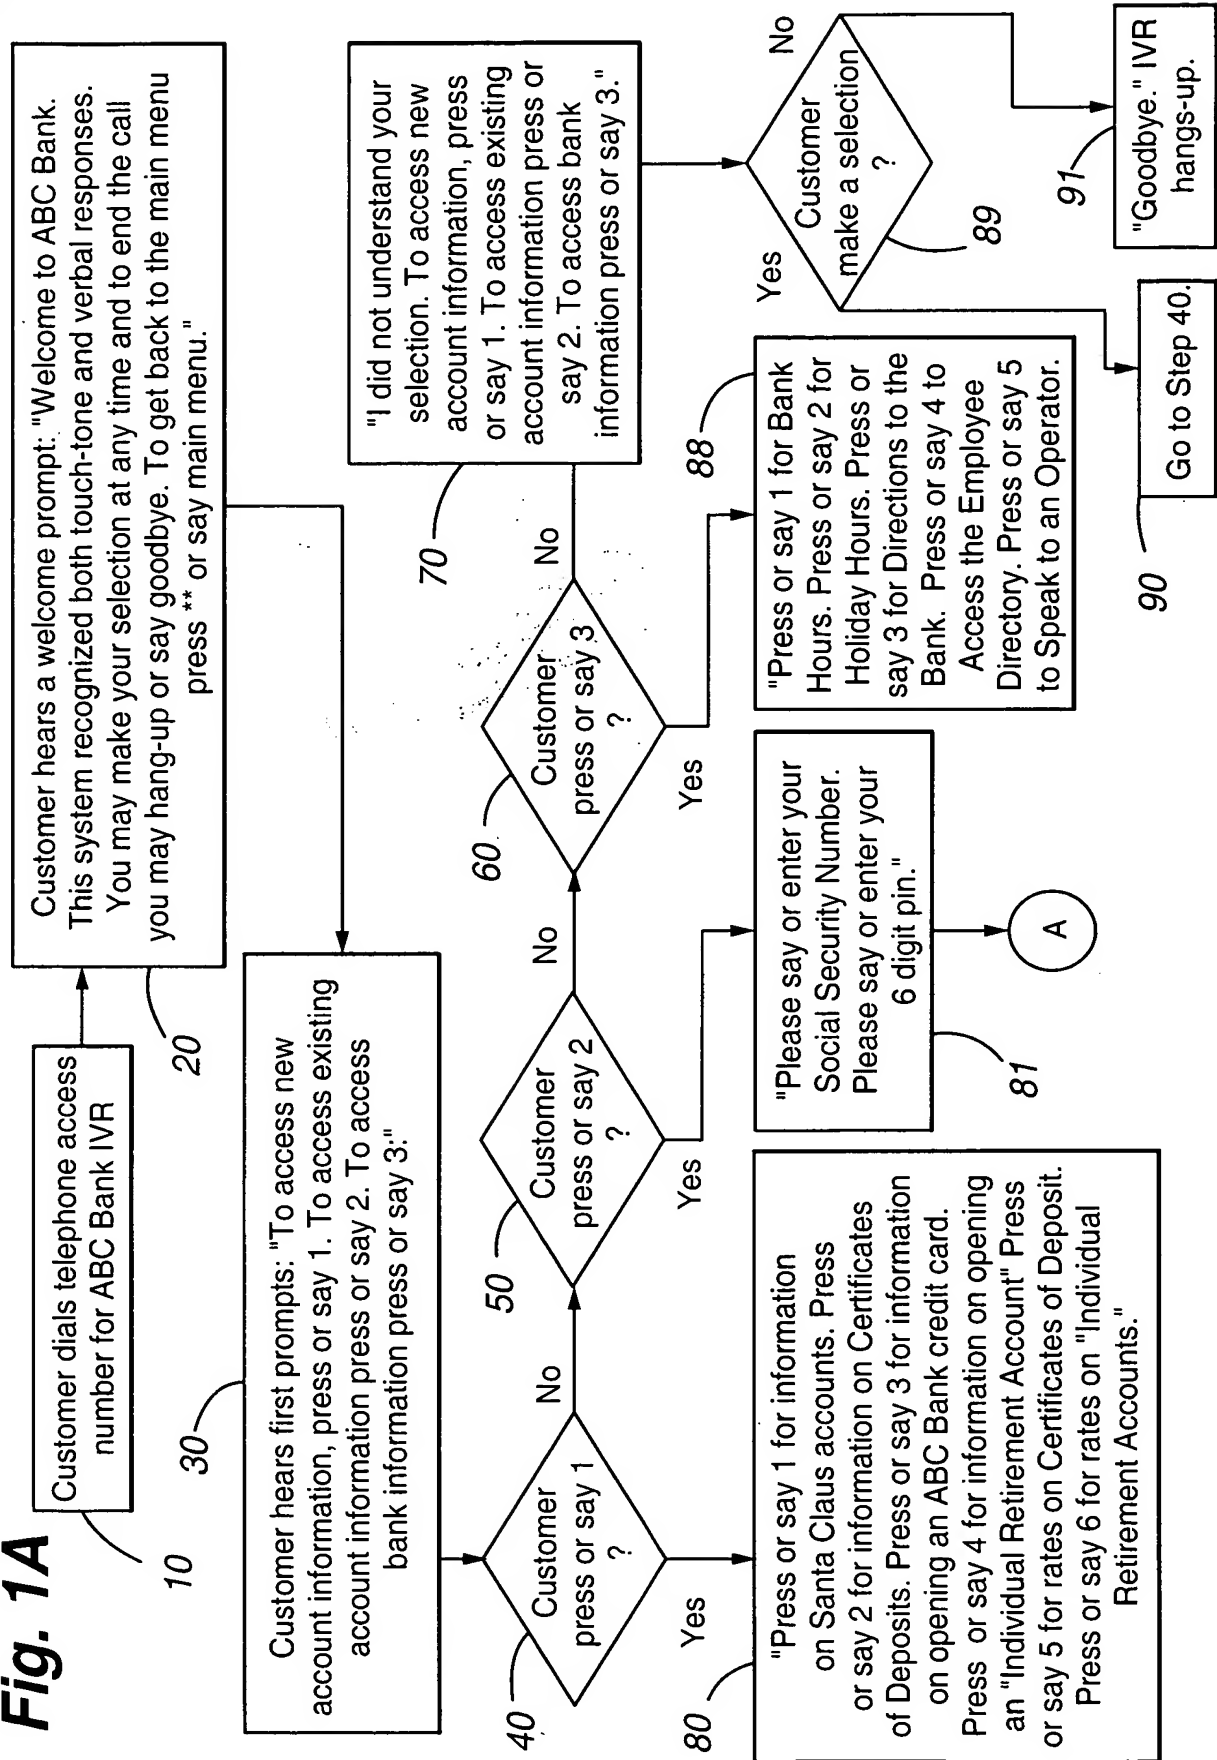 Fig. 1A
Customer dials telephone access
number for ABC Bank IVR
10
Customer hears a welcome prompt: "Welcome to ABC Bank.
This system recognized both touch-tone and verbal responses.
You may make your selection at any time and to end the call
you may hang-up or say goodbye. To get back to the main menu
press ** or say main menu."
20
30
Customer hears first prompts: "To access new
account information, press or say 1. To access existing
account information press or say 2. To access
bank information press or say 3:"
40
Customer
press or say 1
?
No
Yes
50
Customer
press or say 2
?
No
Yes
60
Customer
press or say 3
?
No
Yes
70
"I did not understand your
selection. To access new
account information, press
or say 1. To access existing
account information press or
say 2. To access bank
information press or say 3."
80
"Press or say 1 for information
on Santa Claus accounts. Press
or say 2 for information on Certificates
of Deposits. Press or say 3 for information
on opening an ABC Bank credit card.
Press or say 4 for information on opening
an "Individual Retirement Account" Press
or say 5 for rates on Certificates of Deposit.
Press or say 6 for rates on "Individual
Retirement Accounts."
"Please say or enter your
Social Security Number.
Please say or enter your
6 digit pin."
81
A
88
"Press or say 1 for Bank
Hours. Press or say 2 for
Holiday Hours. Press or
say 3 for Directions to the
Bank. Press or say 4 to
Access the Employee
Directory. Press or say 5
to Speak to an Operator.
Customer
make a selection
?
89
Yes
No
90
Go to Step 40.
91
"Goodbye." IVR
hangs-up.